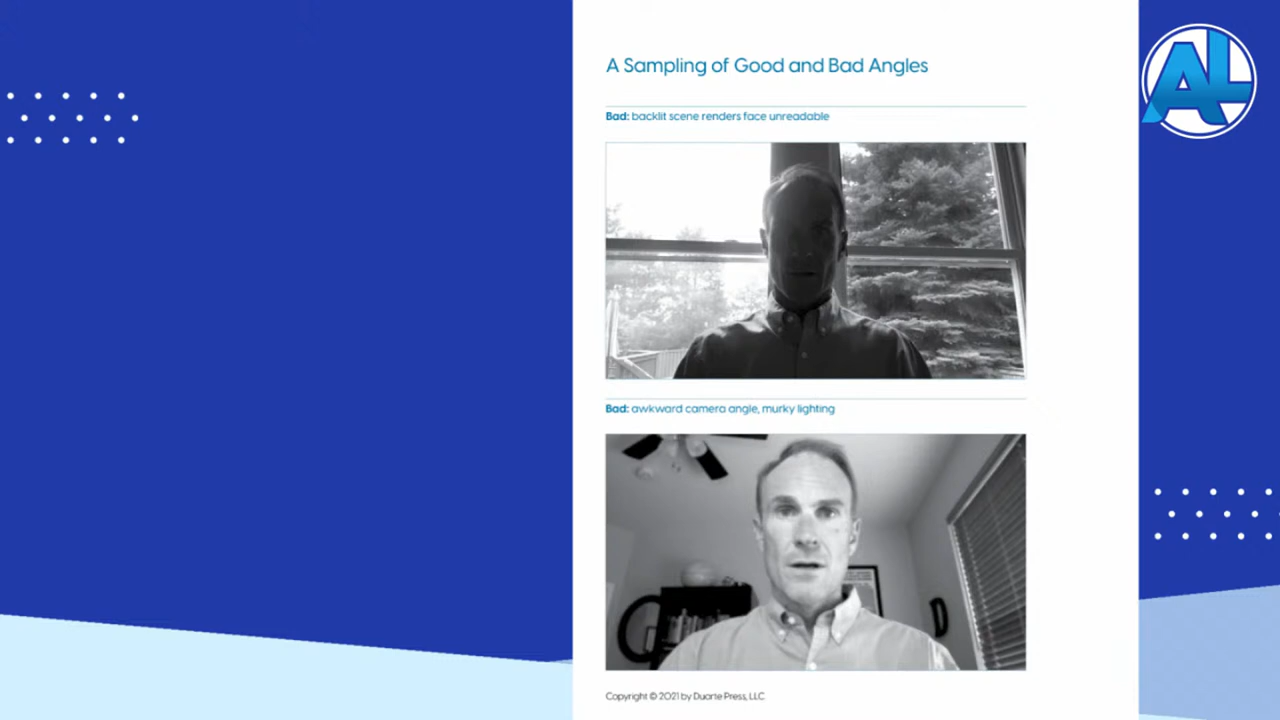 A Sampling of Good and Bad Angles
AL
Bad: backlit scene renders face unreadable
Bad: awkward camera angle, murky lighting
Copyright © 2021 by Duarte Press, LLC